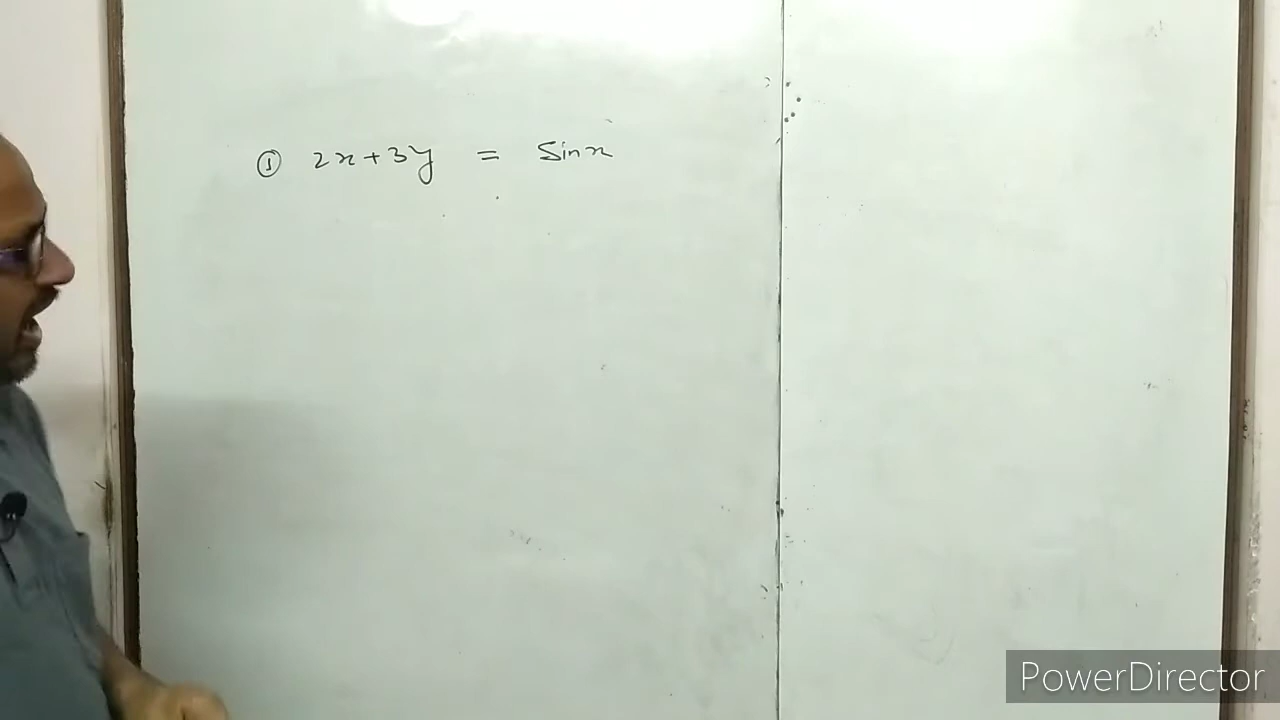 ① 2x+3y = Sinx
PowerDirector